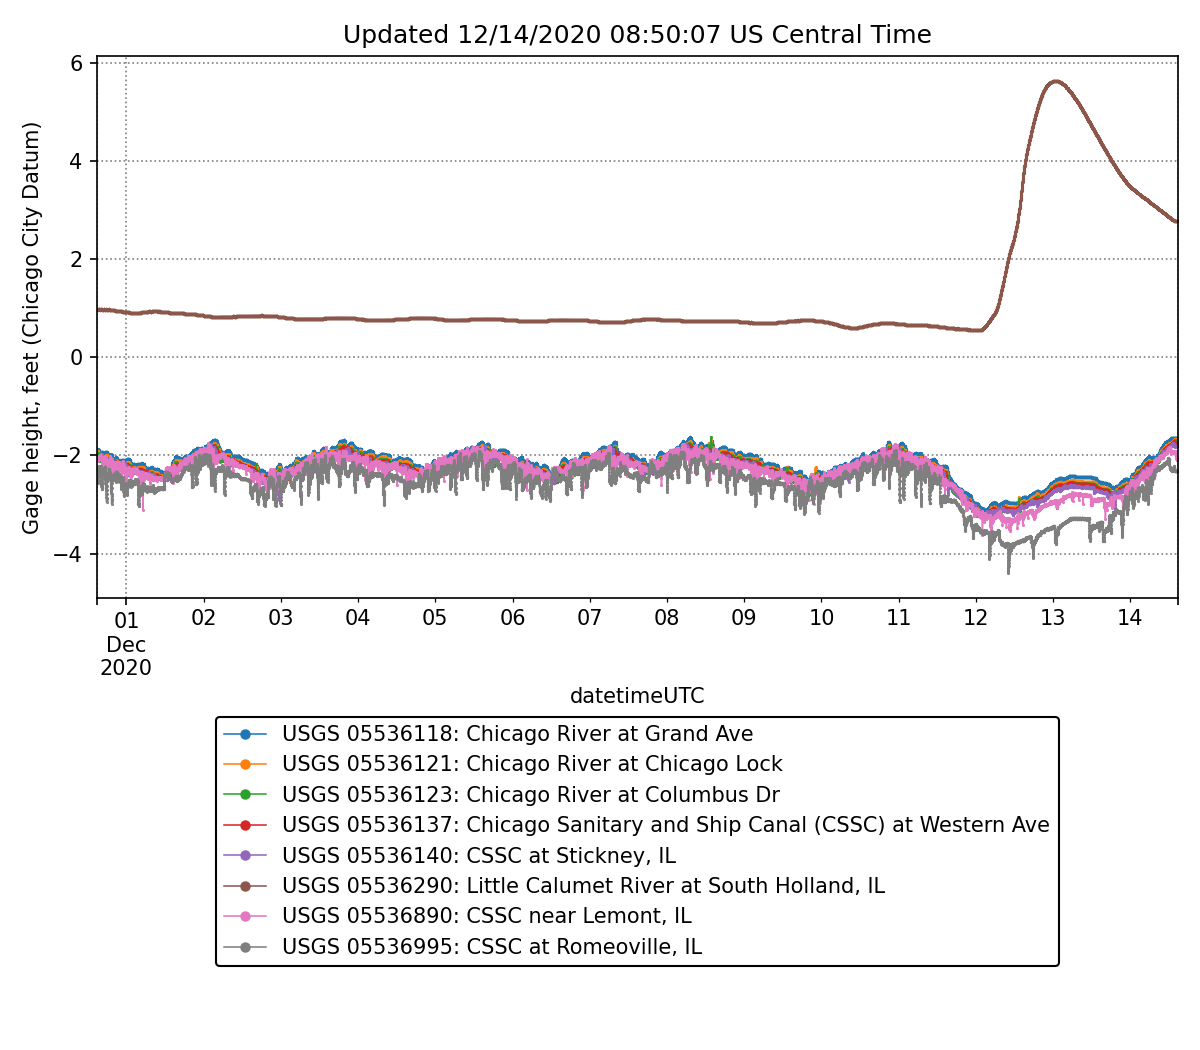 Updated 12/14/2020 08:50:07 US Central Time
Gage height, feet (Chicago City Datum)
6
4
2
0
−2
−4
01 02 03 04 05 06 07 08 09 10 11 12 13 14
Dec
2020
datetimeUTC
USGS 05536118: Chicago River at Grand Ave
USGS 05536121: Chicago River at Chicago Lock
USGS 05536123: Chicago River at Columbus Dr
USGS 05536137: Chicago Sanitary and Ship Canal (CSSC) at Western Ave
USGS 05536140: CSSC at Stickney, IL
USGS 05536290: Little Calumet River at South Holland, IL
USGS 05536890: CSSC near Lemont, IL
USGS 05536995: CSSC at Romeoville, IL